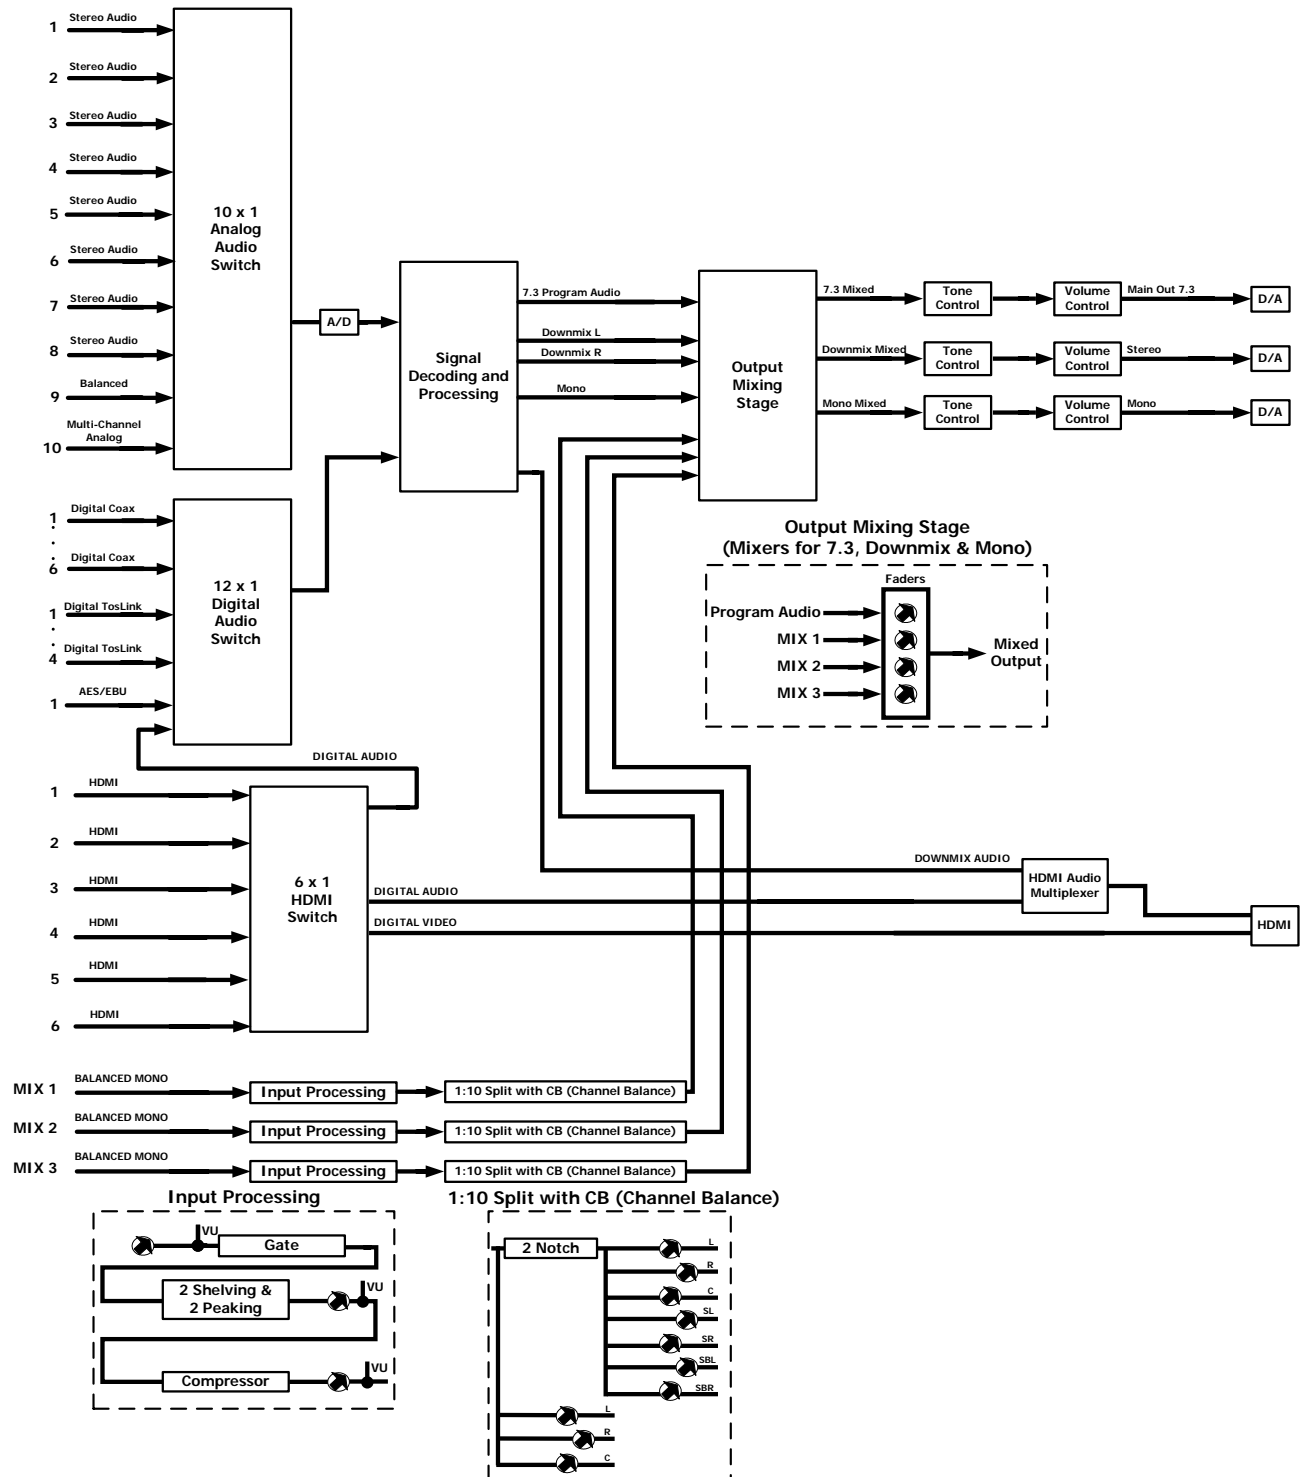 1 Stereo Audio
2 Stereo Audio
3 Stereo Audio
4 Stereo Audio
5 Stereo Audio
6 Stereo Audio
7 Stereo Audio
8 Stereo Audio
9 Balanced
Multi-Channel
Analog
10
10 x 1
Analog
Audio
Switch
A/D
Signal
Decoding and
Processing
7.3 Program Audio
Downmix L
Downmix R
Mono
Output
Mixing
Stage
7.3 Mixed
Tone
Control
Volume
Control
Main Out 7.3
D/A
Downmix Mixed
Tone
Control
Volume
Control
Stereo
D/A
Mono Mixed
Tone
Control
Volume
Control
Mono
D/A
1 Digital Coax
6 Digital Coax
1 Digital TosLink
4 Digital TosLink
1 AES/EBU
12 x 1
Digital
Audio
Switch
Output Mixing Stage
(Mixers for 7.3, Downmix & Mono)
Faders
Program Audio
MIX 1
MIX 2
MIX 3
Mixed
Output
DIGITAL AUDIO
1 HDMI
2 HDMI
3 HDMI
4 HDMI
5 HDMI
6 HDMI
6 x 1
HDMI
Switch
DIGITAL AUDIO
DIGITAL VIDEO
DOWNMIX AUDIO
HDMI Audio
Multiplexer
HDMI
MIX 1 BALANCED MONO Input Processing 1:10 Split with CB (Channel Balance)
MIX 2 BALANCED MONO Input Processing 1:10 Split with CB (Channel Balance)
MIX 3 BALANCED MONO Input Processing 1:10 Split with CB (Channel Balance)
Input Processing
VU
Gate
2 Shelving &
2 Peaking
VU
Compressor
VU
1:10 Split with CB (Channel Balance)
2 Notch
L
R
C
SL
SR
SBL
SBR
L
R
C